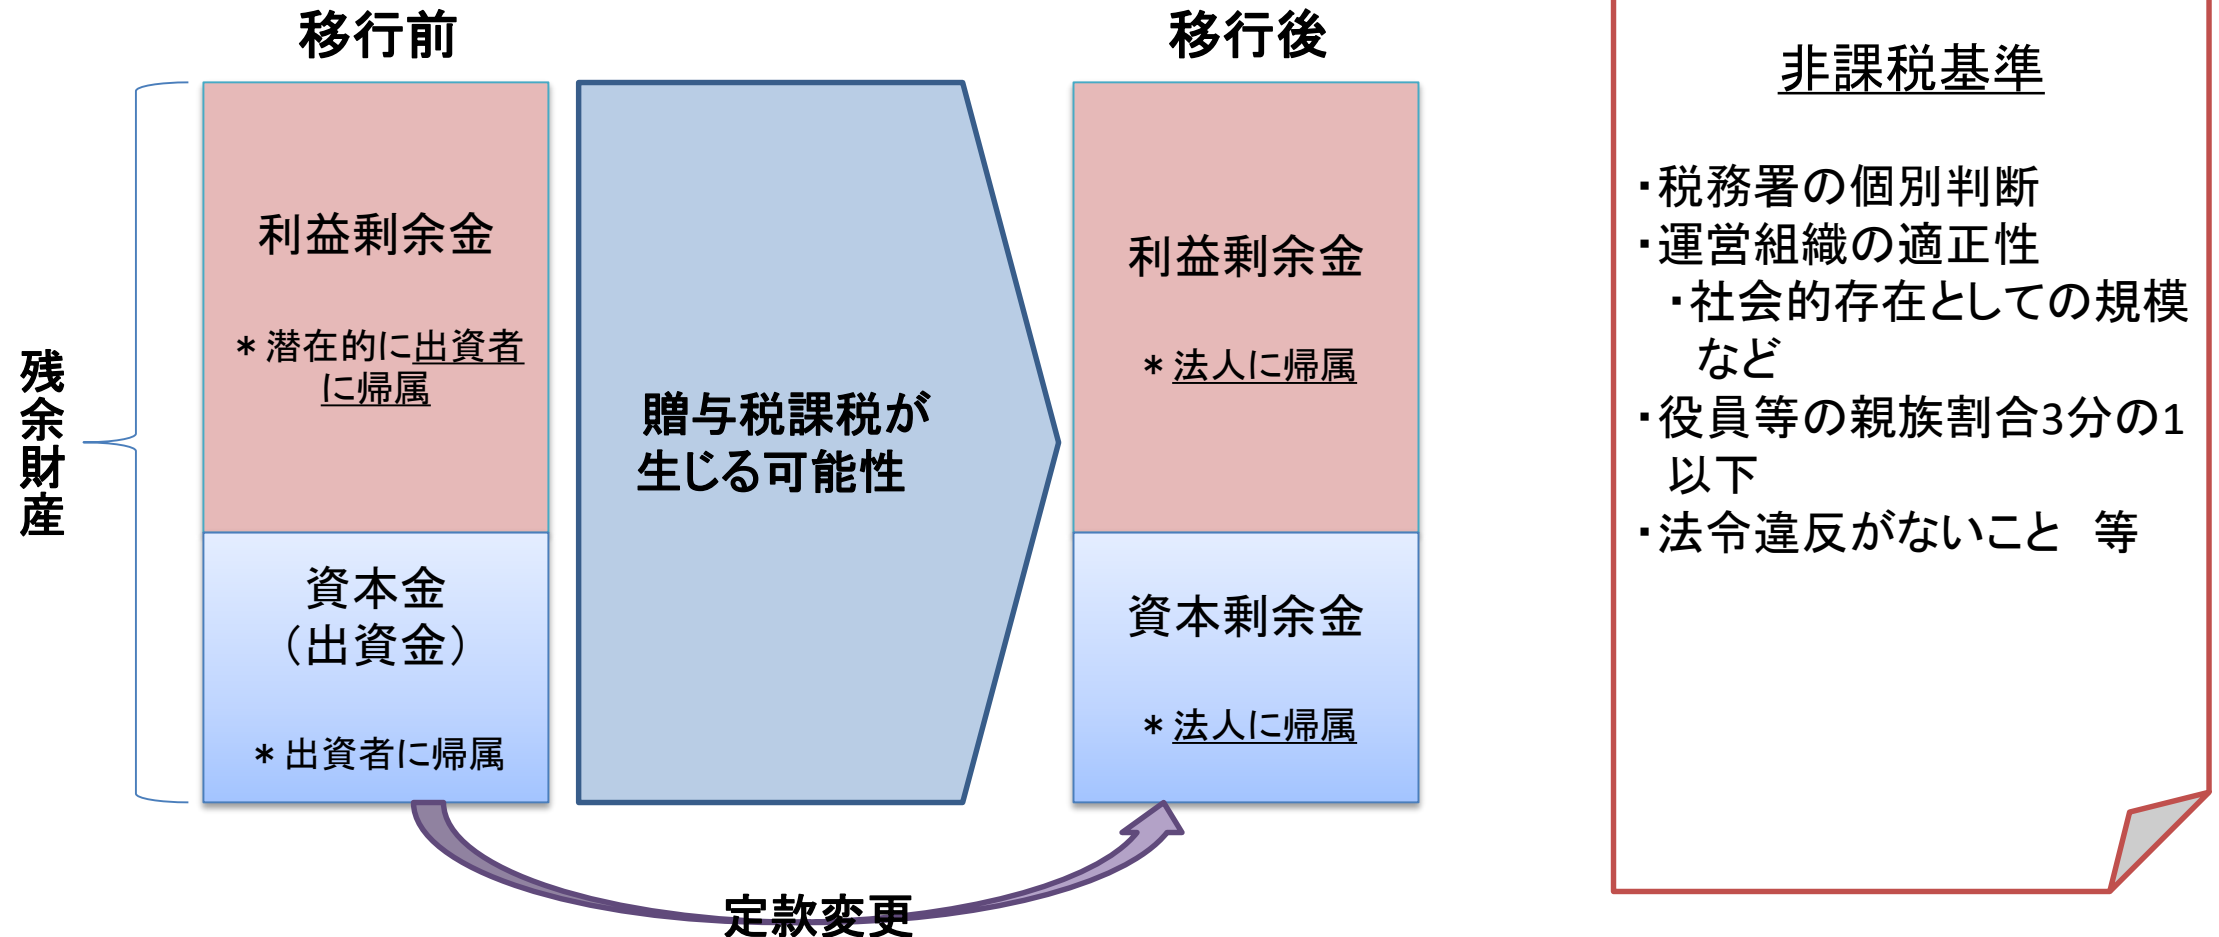 移行前
移行後
残余財産
利益剰余金
*潜在的に出資者
に帰属
資本金
（出資金）
*出資者に帰属
贈与税課税が
生じる可能性
利益剰余金
*法人に帰属
資本剰余金
*法人に帰属
定款変更
非課税基準
・税務署の個別判断
・運営組織の適正性
・社会的存在としての規模
など
・役員等の親族割合3分の1
以下
・法令違反がないこと　等